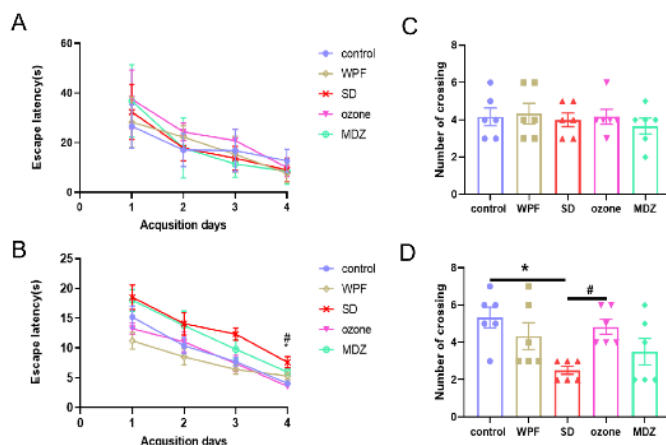 A
Escape latency(s)
60
40
20
0
1 2 3 4
Acqusition days
control
WPF
SD
ozone
MDZ
C
Number of crossing
8
6
4
2
0
control WPF SD ozone MDZ
B
Escape latency(s)
25
20
15
10
5
0
1 2 3 4
Acqusition days
#
*
control
WPF
SD
ozone
MDZ
D
Number of crossing
8
6
4
2
0
*
#
control WPF SD ozone MDZ